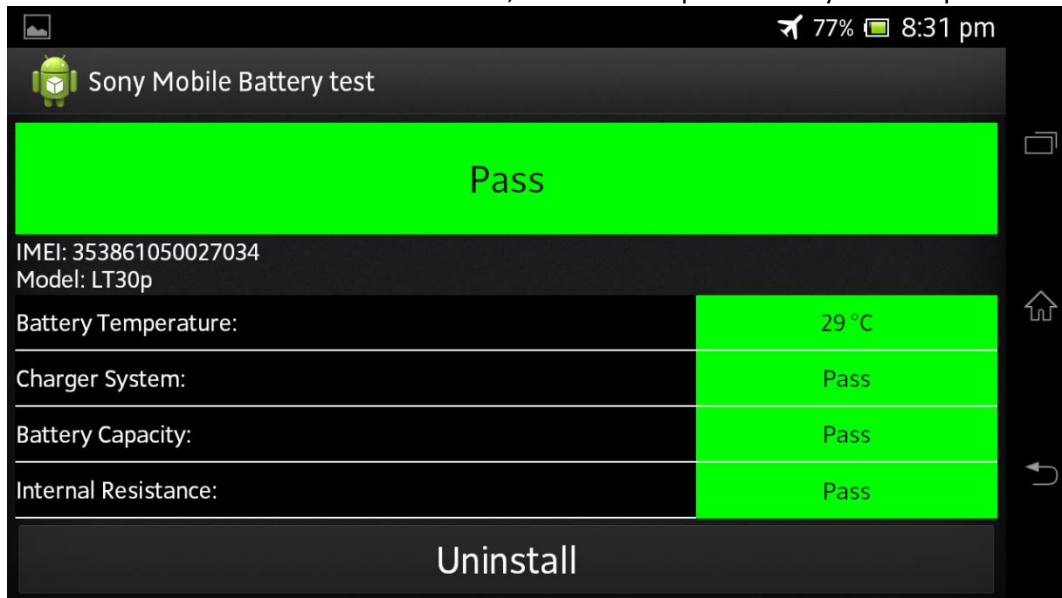 77% 8:31 pm
Sony Mobile Battery test
Pass
IMEI: 353861050027034
Model: LT30p
Battery Temperature: 29 °C
Charger System: Pass
Battery Capacity: Pass
Internal Resistance: Pass
Uninstall